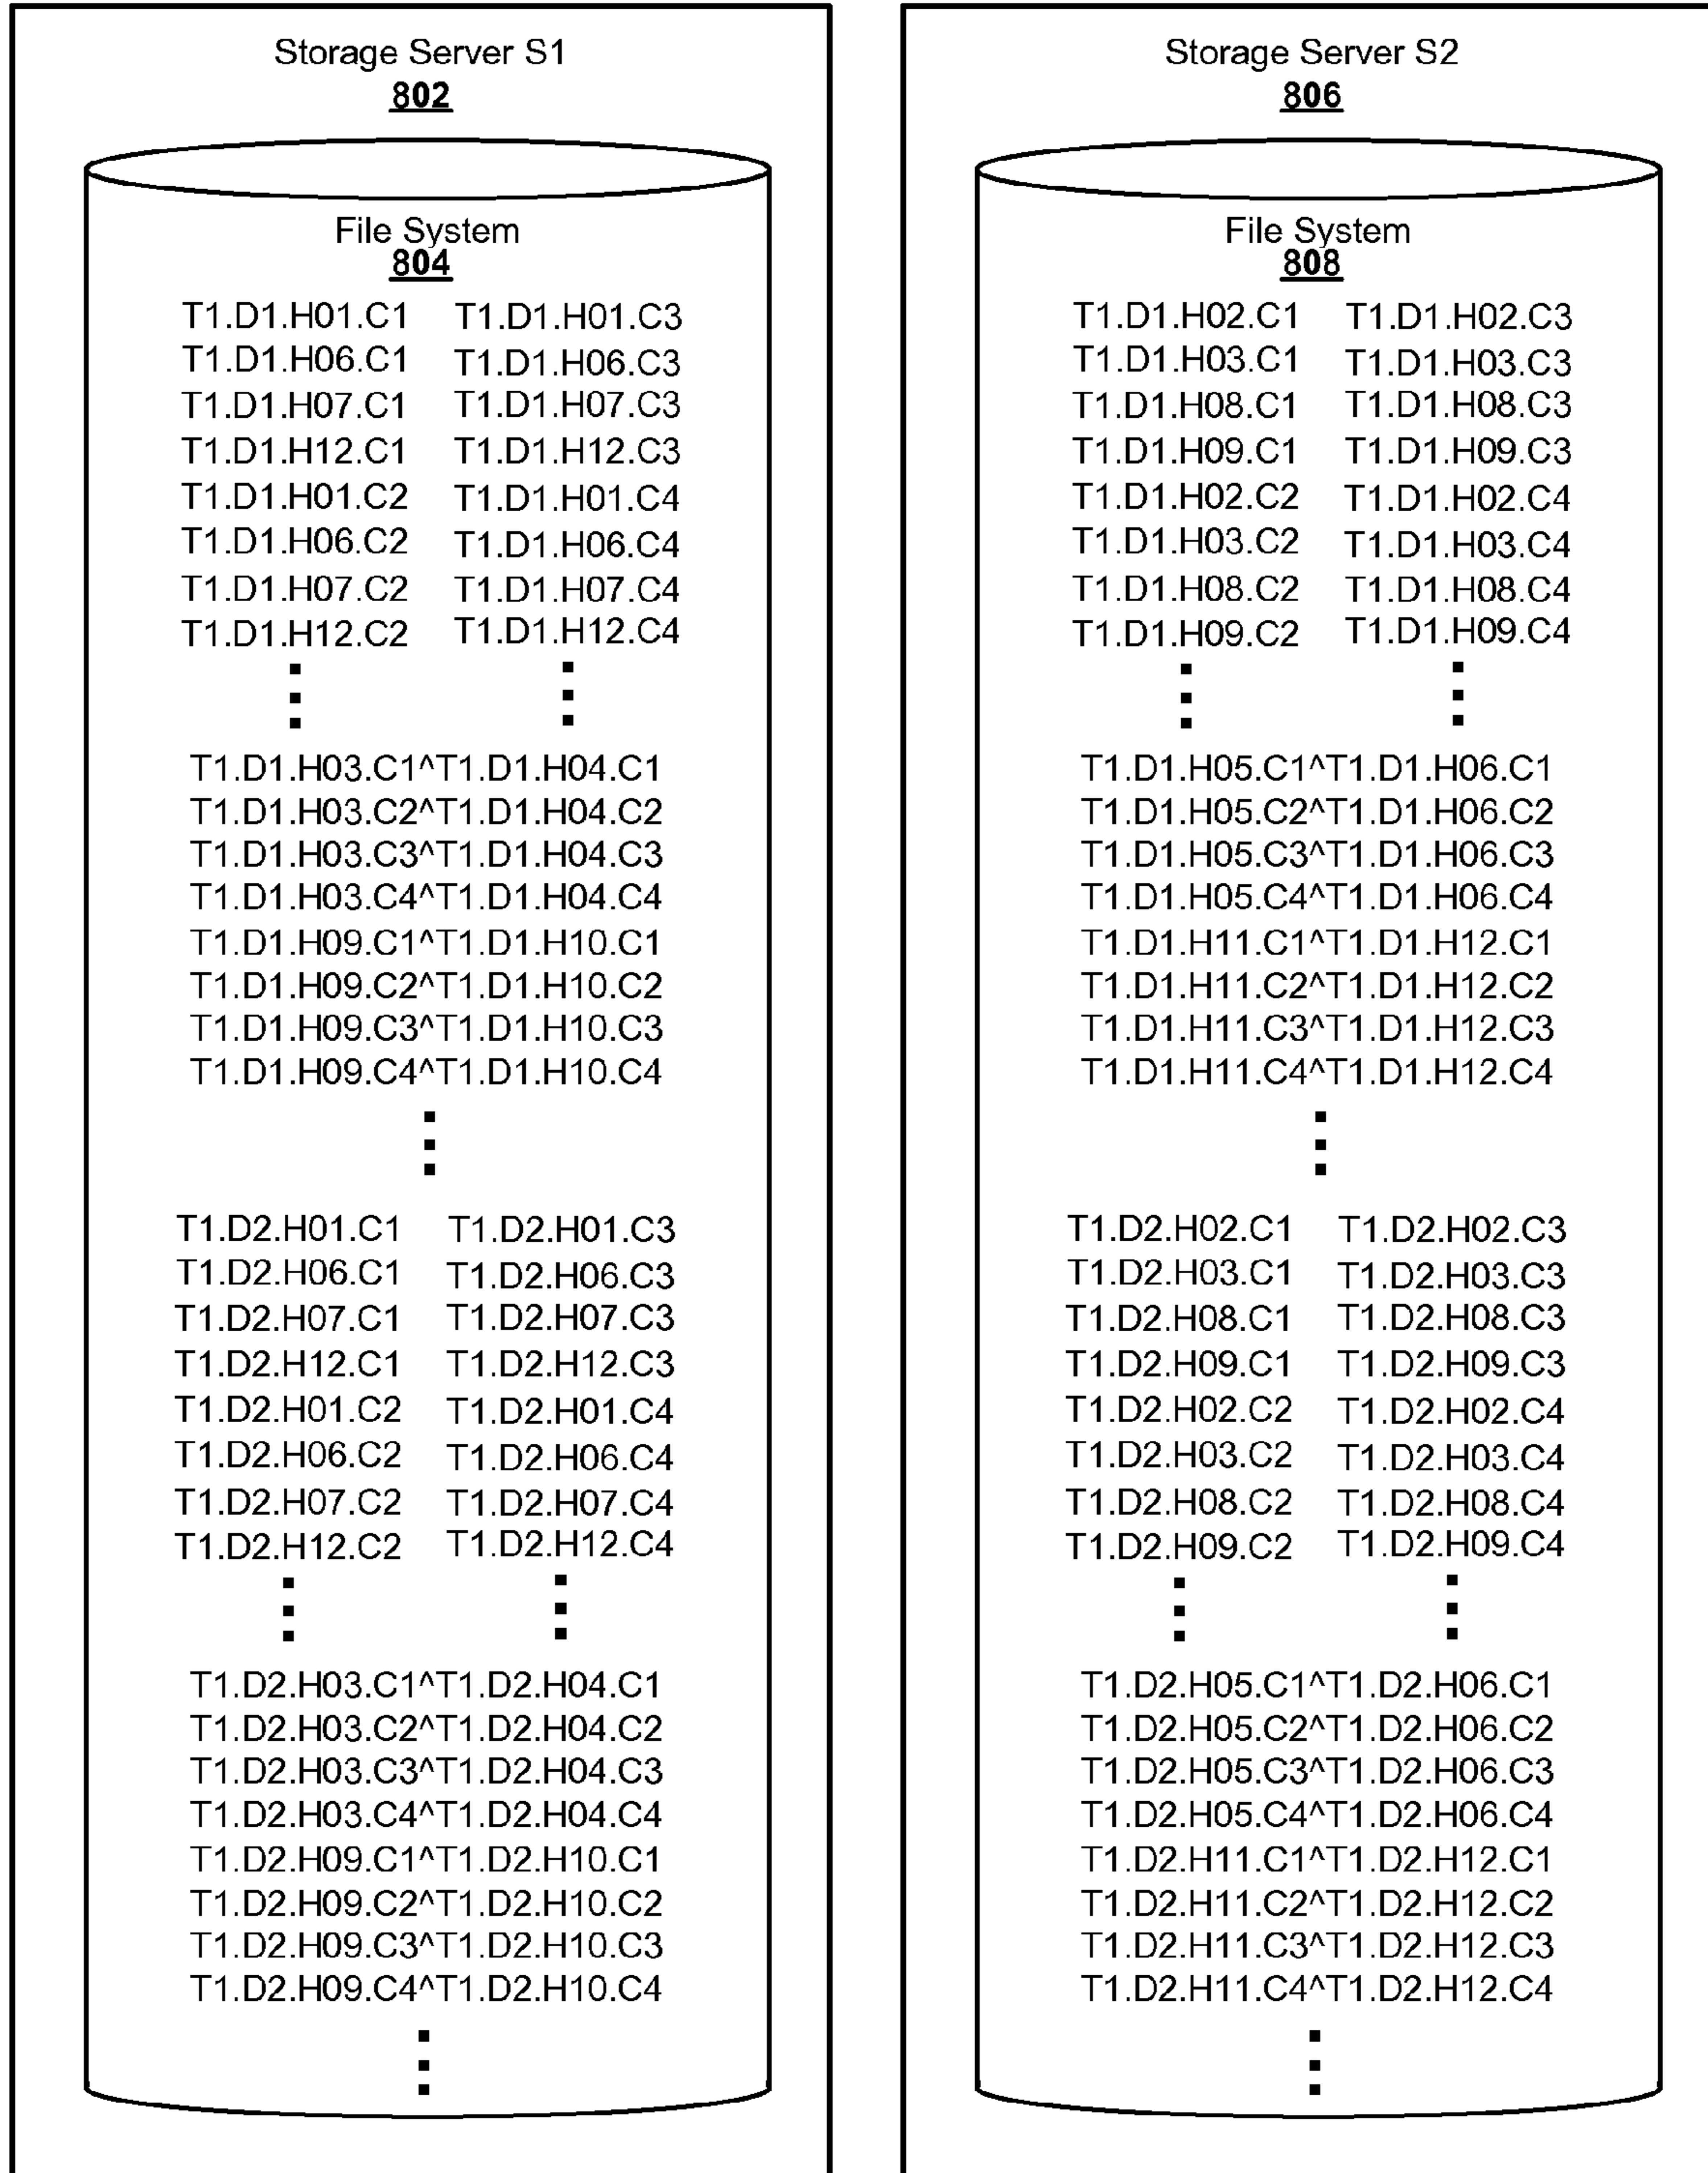 Storage Server S1
802
File System
804
T1.D1.H01.C1 T1.D1.H01.C3
T1.D1.H06.C1 T1.D1.H06.C3
T1.D1.H07.C1 T1.D1.H07.C3
T1.D1.H12.C1 T1.D1.H12.C3
T1.D1.H01.C2 T1.D1.H01.C4
T1.D1.H06.C2 T1.D1.H06.C4
T1.D1.H07.C2 T1.D1.H07.C4
T1.D1.H12.C2 T1.D1.H12.C4
T1.D1.H03.C1^T1.D1.H04.C1
T1.D1.H03.C2^T1.D1.H04.C2
T1.D1.H03.C3^T1.D1.H04.C3
T1.D1.H03.C4^T1.D1.H04.C4
T1.D1.H09.C1^T1.D1.H10.C1
T1.D1.H09.C2^T1.D1.H10.C2
T1.D1.H09.C3^T1.D1.H10.C3
T1.D1.H09.C4^T1.D1.H10.C4
T1.D2.H01.C1 T1.D2.H01.C3
T1.D2.H06.C1 T1.D2.H06.C3
T1.D2.H07.C1 T1.D2.H07.C3
T1.D2.H12.C1 T1.D2.H12.C3
T1.D2.H01.C2 T1.D2.H01.C4
T1.D2.H06.C2 T1.D2.H06.C4
T1.D2.H07.C2 T1.D2.H07.C4
T1.D2.H12.C2 T1.D2.H12.C4
T1.D2.H03.C1^T1.D2.H04.C1
T1.D2.H03.C2^T1.D2.H04.C2
T1.D2.H03.C3^T1.D2.H04.C3
T1.D2.H03.C4^T1.D2.H04.C4
T1.D2.H09.C1^T1.D2.H10.C1
T1.D2.H09.C2^T1.D2.H10.C2
T1.D2.H09.C3^T1.D2.H10.C3
T1.D2.H09.C4^T1.D2.H10.C4
Storage Server S2
806
File System
808
T1.D1.H02.C1 T1.D1.H02.C3
T1.D1.H03.C1 T1.D1.H03.C3
T1.D1.H08.C1 T1.D1.H08.C3
T1.D1.H09.C1 T1.D1.H09.C3
T1.D1.H02.C2 T1.D1.H02.C4
T1.D1.H03.C2 T1.D1.H03.C4
T1.D1.H08.C2 T1.D1.H08.C4
T1.D1.H09.C2 T1.D1.H09.C4
T1.D1.H05.C1^T1.D1.H06.C1
T1.D1.H05.C2^T1.D1.H06.C2
T1.D1.H05.C3^T1.D1.H06.C3
T1.D1.H05.C4^T1.D1.H06.C4
T1.D1.H11.C1^T1.D1.H12.C1
T1.D1.H11.C2^T1.D1.H12.C2
T1.D1.H11.C3^T1.D1.H12.C3
T1.D1.H11.C4^T1.D1.H12.C4
T1.D2.H02.C1 T1.D2.H02.C3
T1.D2.H03.C1 T1.D2.H03.C3
T1.D2.H08.C1 T1.D2.H08.C3
T1.D2.H09.C1 T1.D2.H09.C3
T1.D2.H02.C2 T1.D2.H02.C4
T1.D2.H03.C2 T1.D2.H03.C4
T1.D2.H08.C2 T1.D2.H08.C4
T1.D2.H09.C2 T1.D2.H09.C4
T1.D2.H05.C1^T1.D2.H06.C1
T1.D2.H05.C2^T1.D2.H06.C2
T1.D2.H05.C3^T1.D2.H06.C3
T1.D2.H05.C4^T1.D2.H06.C4
T1.D2.H11.C1^T1.D2.H12.C1
T1.D2.H11.C2^T1.D2.H12.C2
T1.D2.H11.C3^T1.D2.H12.C3
T1.D2.H11.C4^T1.D2.H12.C4